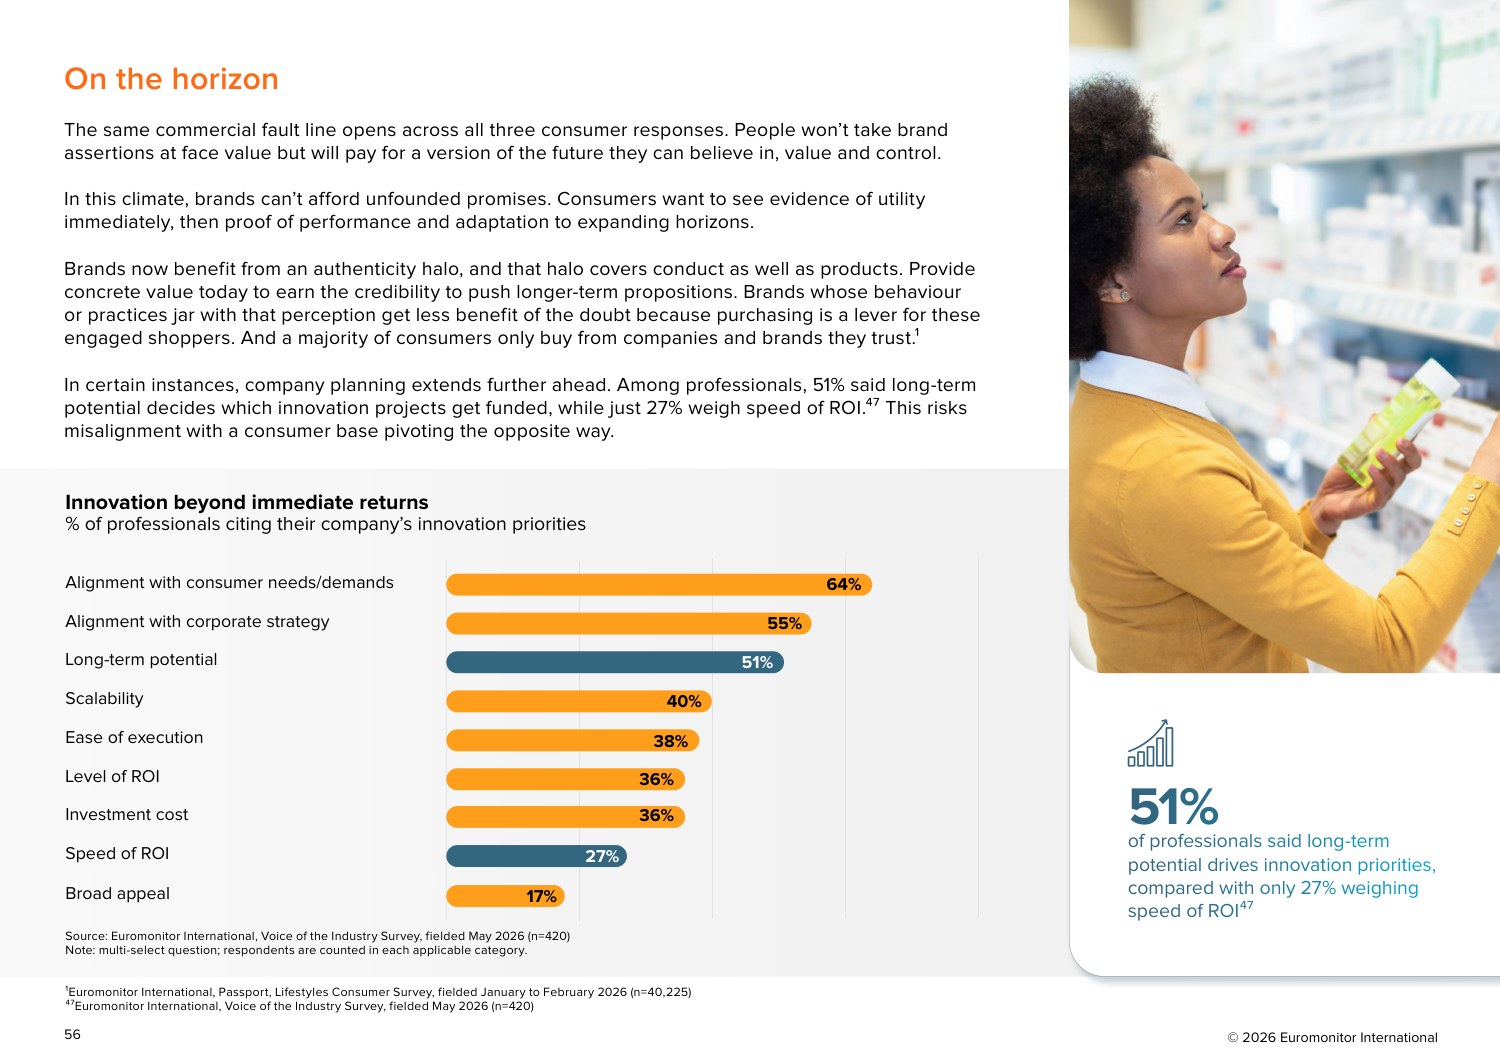 On the horizon
The same commercial fault line opens across all three consumer responses. People won’t take brand
assertions at face value but will pay for a version of the future they can believe in, value and control.
In this climate, brands can’t afford unfounded promises. Consumers want to see evidence of utility
immediately, then proof of performance and adaptation to expanding horizons.
Brands now benefit from an authenticity halo, and that halo covers conduct as well as products. Provide
concrete value today to earn the credibility to push longer-term propositions. Brands whose behaviour
or practices jar with that perception get less benefit of the doubt because purchasing is a lever for these
engaged shoppers. And a majority of consumers only buy from companies and brands they trust.¹
In certain instances, company planning extends further ahead. Among professionals, 51% said long-term
potential decides which innovation projects get funded, while just 27% weigh speed of ROI.⁴⁷ This risks
misalignment with a consumer base pivoting the opposite way.
Innovation beyond immediate returns
% of professionals citing their company’s innovation priorities
Alignment with consumer needs/demands 64%
Alignment with corporate strategy 55%
Long-term potential 51%
Scalability 40%
Ease of execution 38%
Level of ROI 36%
Investment cost 36%
Speed of ROI 27%
Broad appeal 17%
Source: Euromonitor International, Voice of the Industry Survey, fielded May 2026 (n=420)
Note: multi-select question; respondents are counted in each applicable category.
51%
of professionals said long-term
potential drives innovation priorities,
compared with only 27% weighing
speed of ROI⁴⁷
¹Euromonitor International, Passport, Lifestyles Consumer Survey, fielded January to February 2026 (n=40,225)
⁴⁷Euromonitor International, Voice of the Industry Survey, fielded May 2026 (n=420)
56
© 2026 Euromonitor International